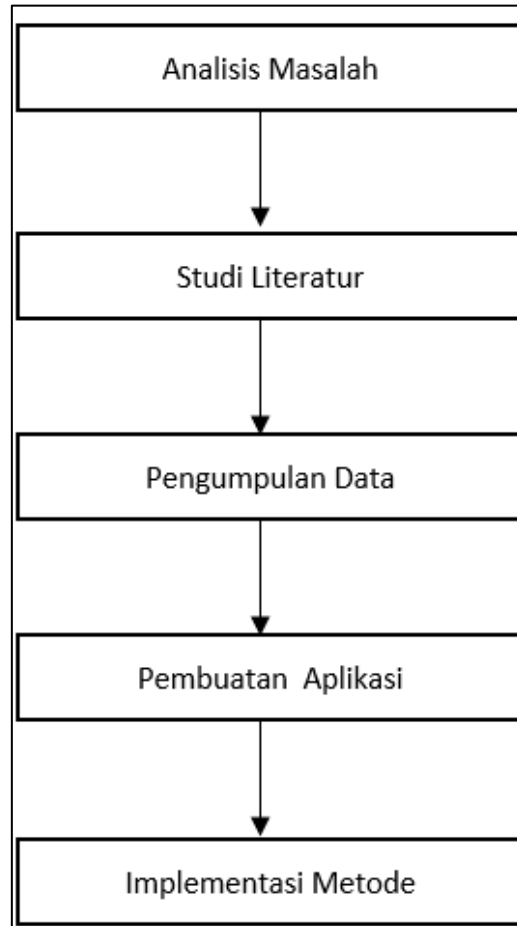 Analisis Masalah
Studi Literatur
Pengumpulan Data
Pembuatan  Aplikasi
Implementasi Metode